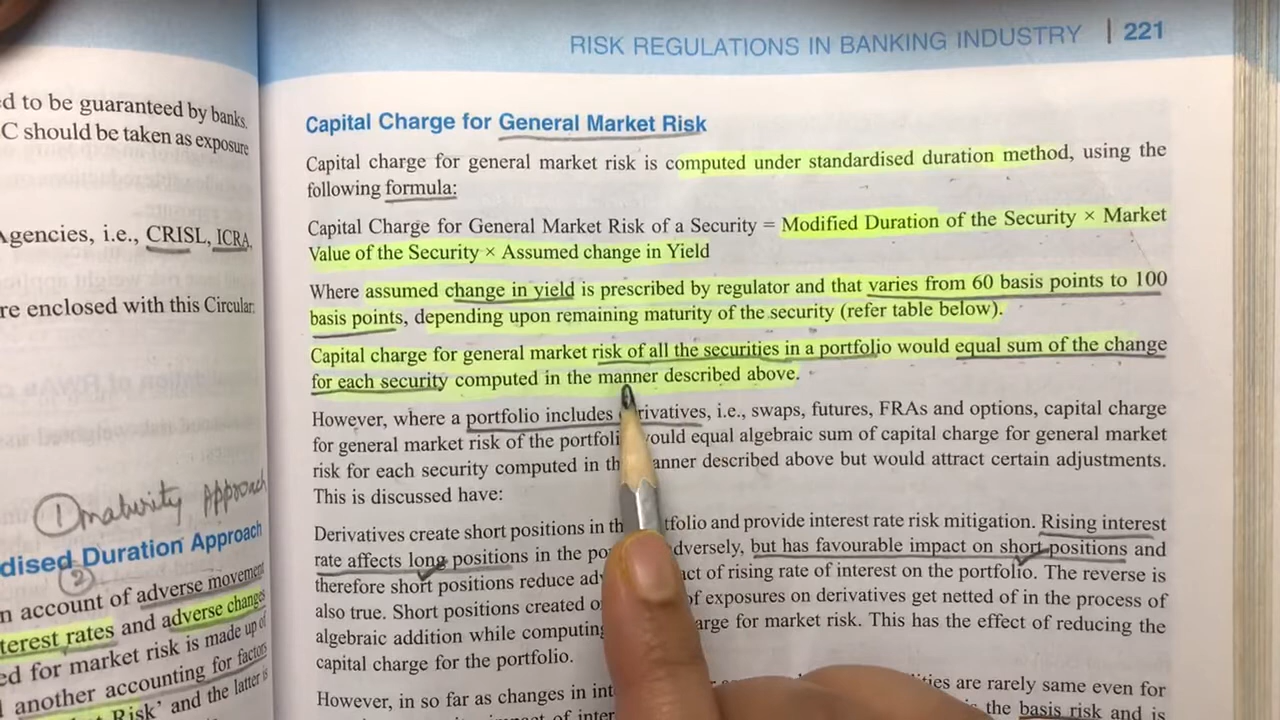 d to be guaranteed by banks.
C should be taken as exposure
Agencies, i.e., CRISL, ICRA,
re enclosed with this Circular:
① maturity Approach
dised Duration Approach
②
n account of adverse movement
terest rates and adverse changes
ed for market risk is made up of
another accounting for factors
Risk' and the latter is
RISK REGULATIONS IN BANKING INDUSTRY | 221
Capital Charge for General Market Risk
Capital charge for general market risk is computed under standardised duration method, using the
following formula:
Capital Charge for General Market Risk of a Security = Modified Duration of the Security × Market
Value of the Security × Assumed change in Yield
Where assumed change in yield is prescribed by regulator and that varies from 60 basis points to 100
basis points, depending upon remaining maturity of the security (refer table below).
Capital charge for general market risk of all the securities in a portfolio would equal sum of the change
for each security computed in the manner described above.
However, where a portfolio includes rivatives, i.e., swaps, futures, FRAs and options, capital charge
for general market risk of the portfoli ould equal algebraic sum of capital charge for general market
risk for each security computed in th anner described above but would attract certain adjustments.
This is discussed have:
Derivatives create short positions in th tfolio and provide interest rate risk mitigation. Rising interest
rate affects long positions in the po dversely, but has favourable impact on short positions and
therefore short positions reduce ad act of rising rate of interest on the portfolio. The reverse is
also true. Short positions created o of exposures on derivatives get netted of in the process of
algebraic addition while computing arge for market risk. This has the effect of reducing the
capital charge for the portfolio.
However, in so far as changes in int ities are rarely same even for
of inter the basis risk and is